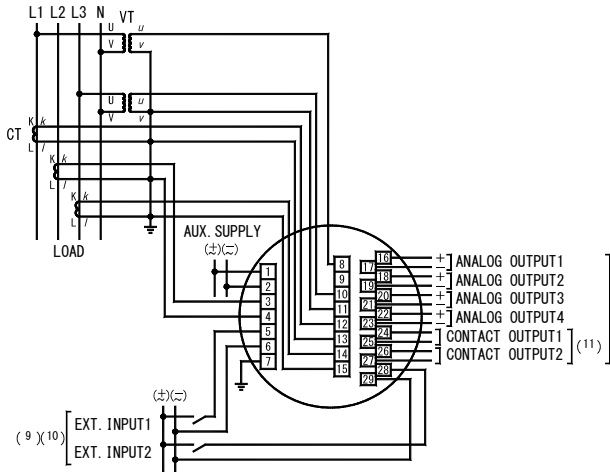 L1 L2 L3 N VT
U u
V v
U u
V v
CT
K k
L l
K k
L l
K k
L l
LOAD
AUX. SUPPLY
(±)(∓)
1
2
3
4
5
6
7
8
9
10
11
12
13
14
15
16
17
18
19
20
21
22
23
24
25
26
27
28
29
+
− ANALOG OUTPUT1
+
− ANALOG OUTPUT2
+
− ANALOG OUTPUT3
+
− ANALOG OUTPUT4
CONTACT OUTPUT1
CONTACT OUTPUT2
(11)
(±)(∓)
(9)(10)
EXT. INPUT1
EXT. INPUT2